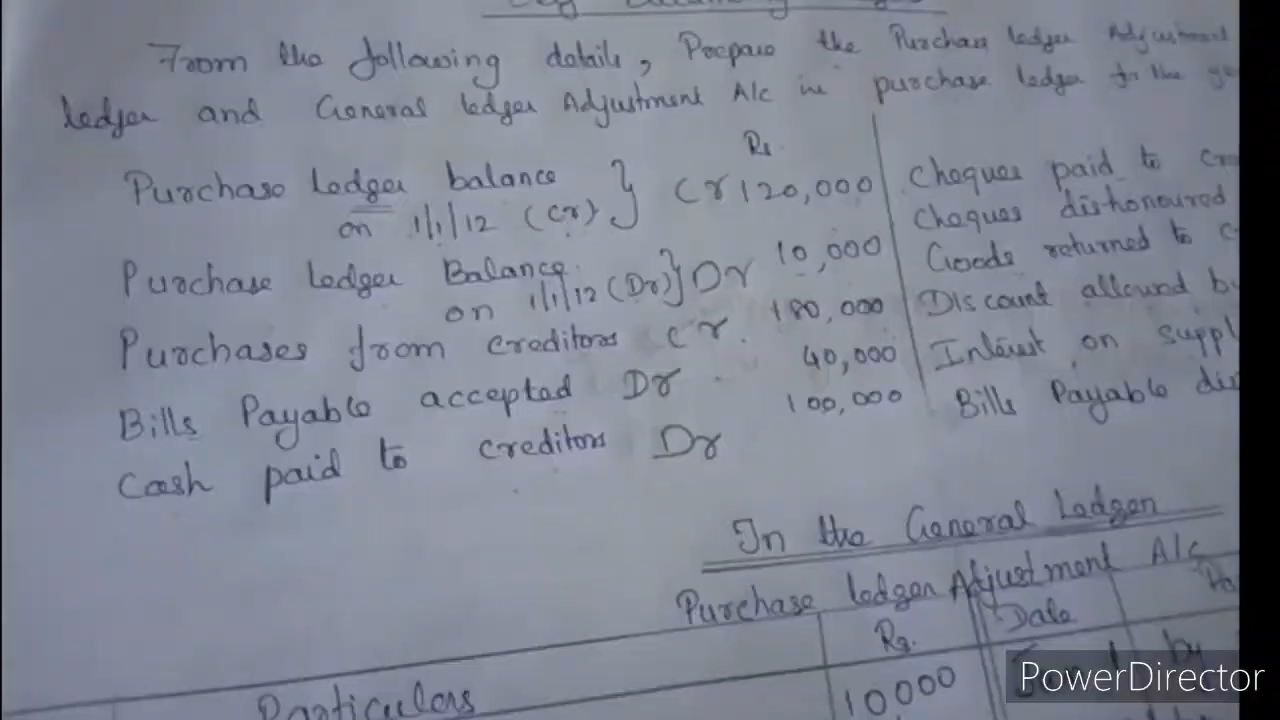 From the following details, Prepare the Purchase ledger Adjustment
ledger and General ledger Adjustment A/c in purchase ledger for the
Rs.
Purchase Ledger balance
on 1/1/12 (Cr) } Cr 120,000
Purchase Ledger Balance
on 1/1/12 (Dr) } Dr 10,000
Purchases from creditors Cr. 180,000
Bills Payable accepted Dr 40,000
Cash paid to creditors Dr 100,000
Cheques paid to
Cheques dishonoured
Goods returned to
Discount allowed by
Interest on
Bills Payable
In the General Ledger
Purchase ledger Adjustment A/c
Particulars Rs. Date
10000 by
PowerDirector